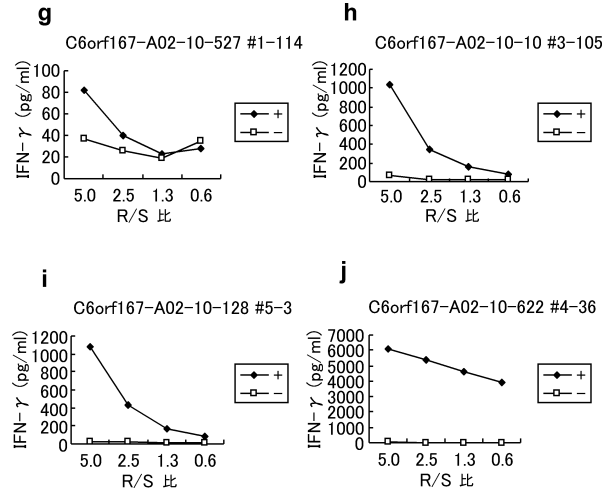 g
C6orf167-A02-10-527 #1-114
IFN-γ (pg/ml)
100
80
60
40
20
0
5.0 2.5 1.3 0.6
R/S 比
+
−
h
C6orf167-A02-10-10 #3-105
IFN-γ (pg/ml)
1200
1000
800
600
400
200
0
5.0 2.5 1.3 0.6
R/S 比
+
−
i
C6orf167-A02-10-128 #5-3
IFN-γ (pg/ml)
1200
1000
800
600
400
200
0
5.0 2.5 1.3 0.6
R/S 比
+
−
j
C6orf167-A02-10-622 #4-36
IFN-γ (pg/ml)
7000
6000
5000
4000
3000
2000
1000
0
5.0 2.5 1.3 0.6
R/S 比
+
−